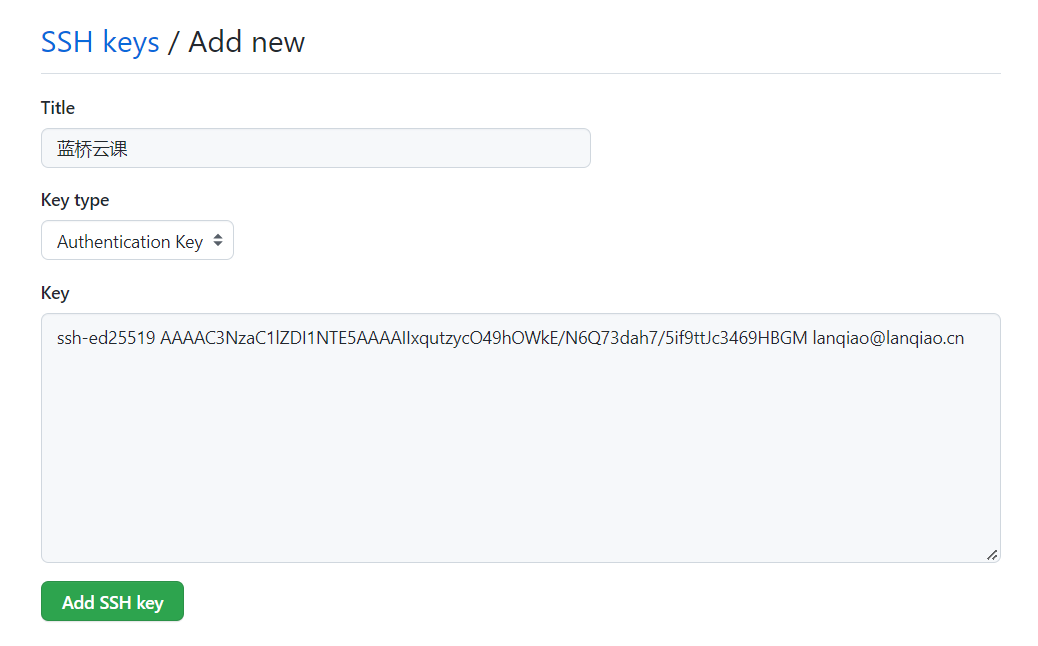 SSH keys / Add new
Title
蓝桥云课
Key type
Authentication Key
Key
ssh-ed25519 AAAAC3NzaC1lZDI1NTE5AAAAIIxqutzycO49hOWkE/N6Q73dah7/5if9ttJc3469HBGM lanqiao@lanqiao.cn
Add SSH key